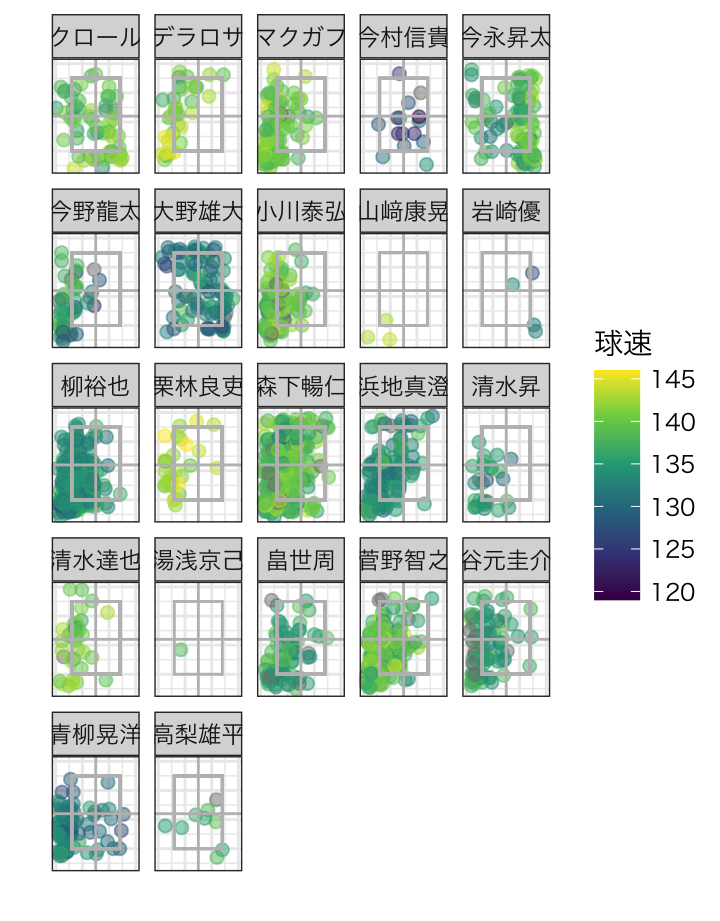 クロール
デラロサ
マクガフ
今村信貴
今永昇太
今野龍太
大野雄大
小川泰弘
山﨑康晃
岩崎優
柳裕也
栗林良吏
森下暢仁
浜地真澄
清水昇
清水達也
湯浅京己
畠世周
菅野智之
谷元圭介
青柳晃洋
高梨雄平
球速
145
140
135
130
125
120